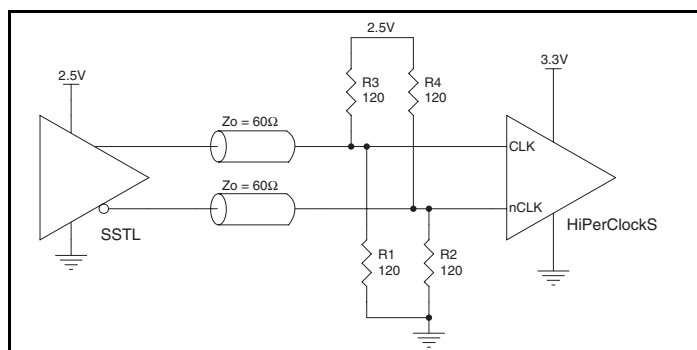 2.5V
2.5V
3.3V
R3
120
R4
120
Zo = 60Ω
CLK
Zo = 60Ω
nCLK
SSTL
HiPerClockS
R1
120
R2
120